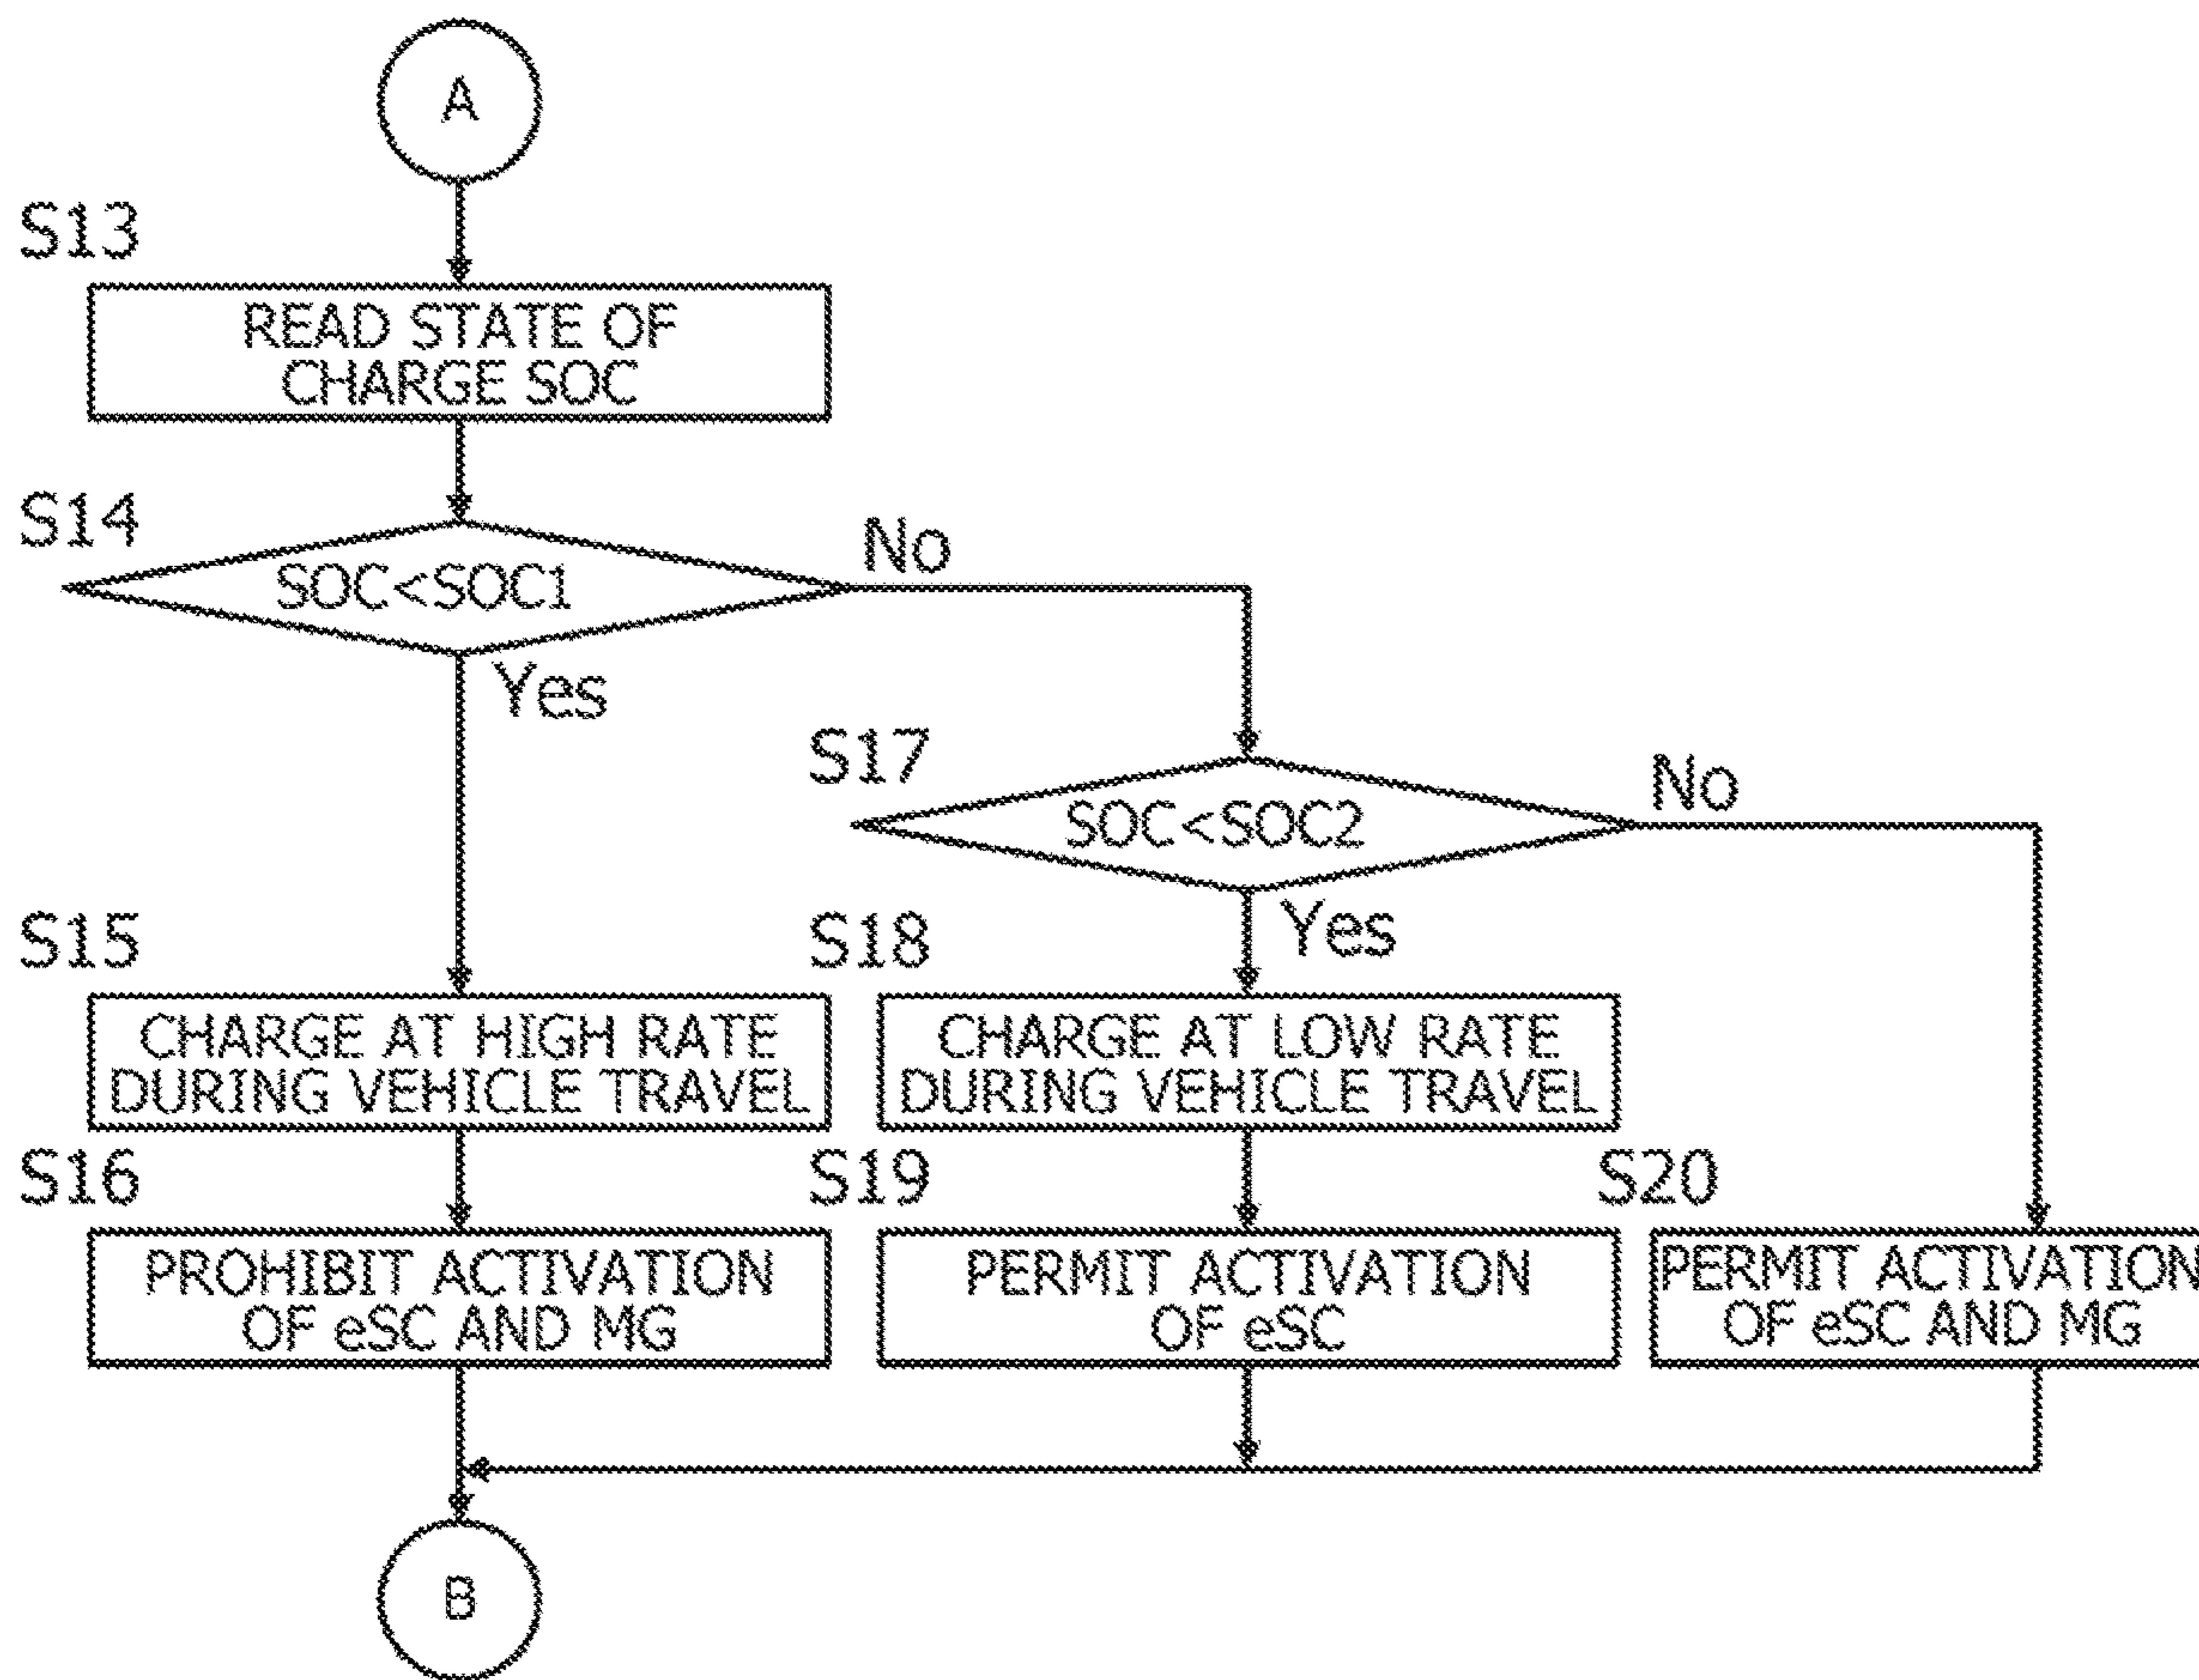 A
S13
READ STATE OF
CHARGE SOC
S14
SOC<SOC1
No
Yes
S17
SOC<SOC2
No
Yes
S15
CHARGE AT HIGH RATE
DURING VEHICLE TRAVEL
S18
CHARGE AT LOW RATE
DURING VEHICLE TRAVEL
S16
PROHIBIT ACTIVATION
OF eSC AND MG
S19
PERMIT ACTIVATION
OF eSC
S20
PERMIT ACTIVATION
OF eSC AND MG
B